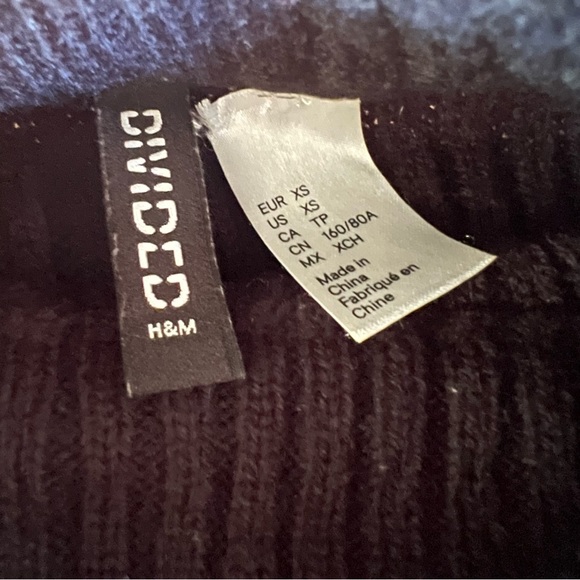 DIVIDED
H&M
EUR XS
US XS
CA TP
CN 160/80A
MX XCH
Made in
China
Fabriqué en
Chine